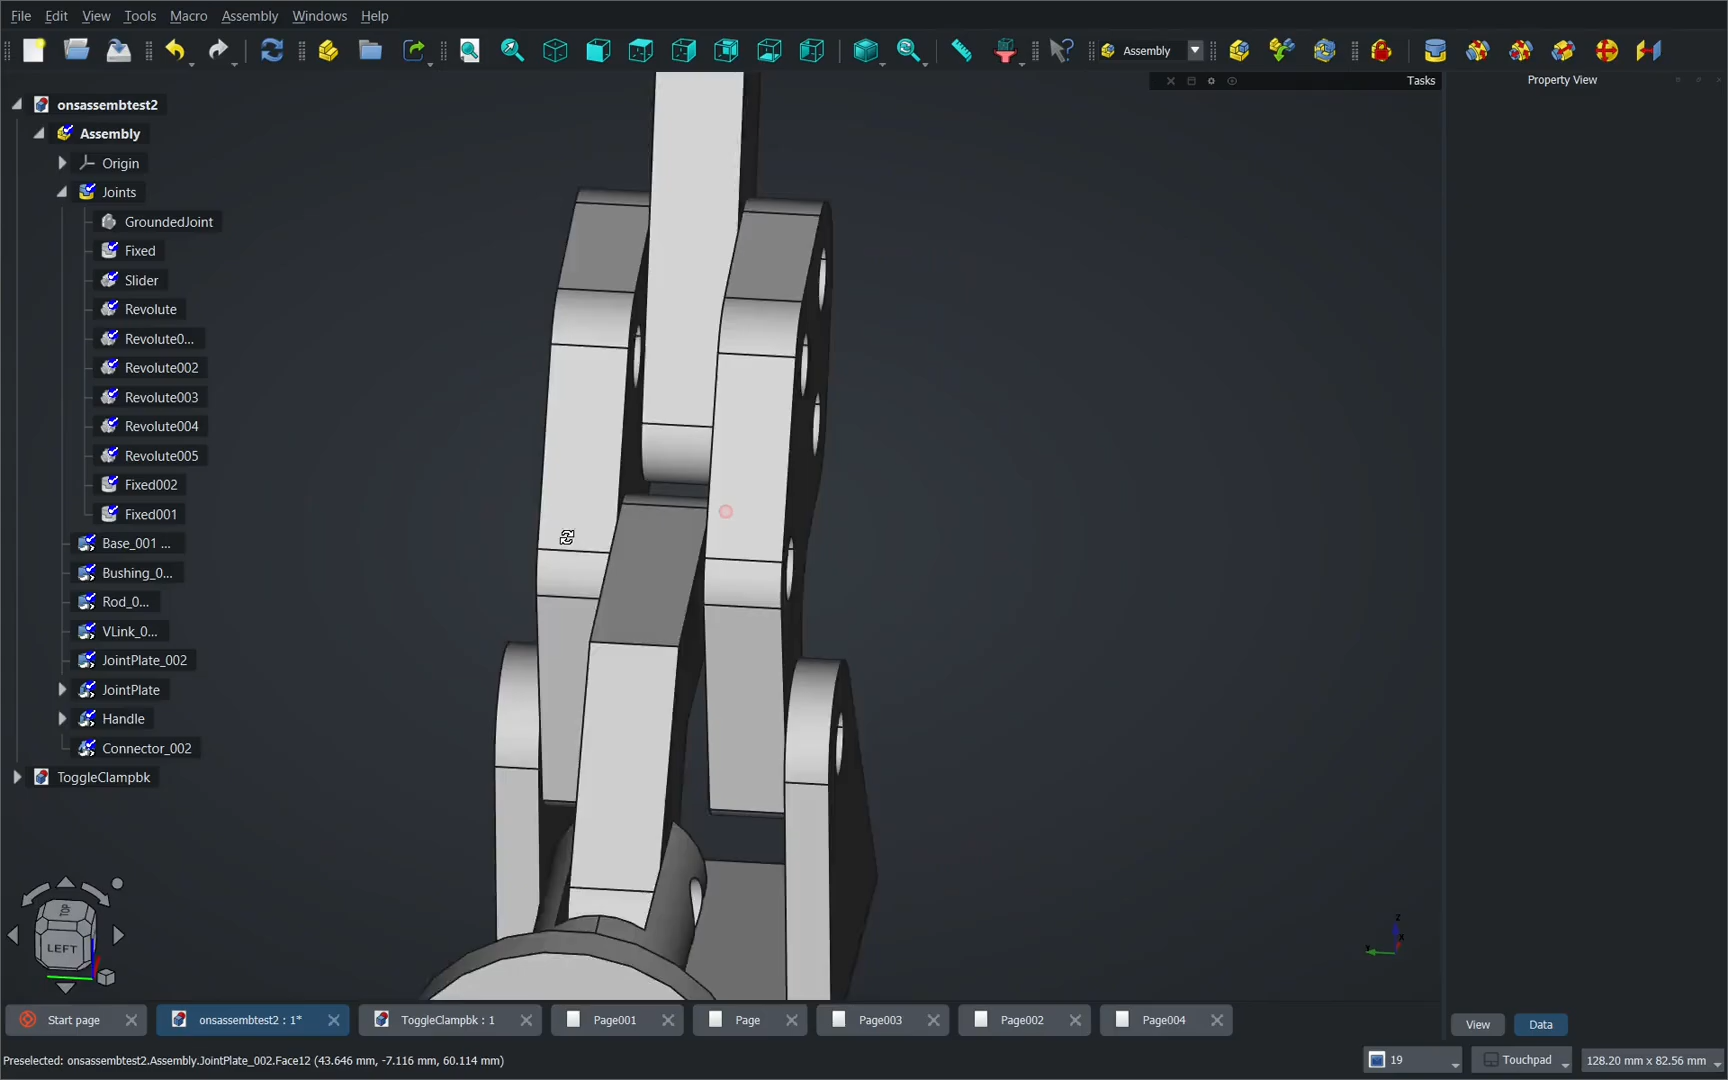 File Edit View Tools Macro Assembly Windows Help
Assembly
Tasks
Property View
onsassembtest2
Assembly
Origin
Joints
GroundedJoint
Fixed
Slider
Revolute
Revolute0...
Revolute002
Revolute003
Revolute004
Revolute005
Fixed002
Fixed001
Base_001 ...
Bushing_0...
Rod_0...
VLink_0...
JointPlate_002
JointPlate
Handle
Connector_002
ToggleClampbk
TOP
LEFT
Z
Start page
onsassembtest2 : 1*
ToggleClampbk : 1
Page001
Page
Page003
Page002
Page004
View
Data
Preselected: onsassembtest2.Assembly.JointPlate_002.Face12 (43.646 mm, -7.116 mm, 60.114 mm)
19
Touchpad
128.20 mm x 82.56 mm